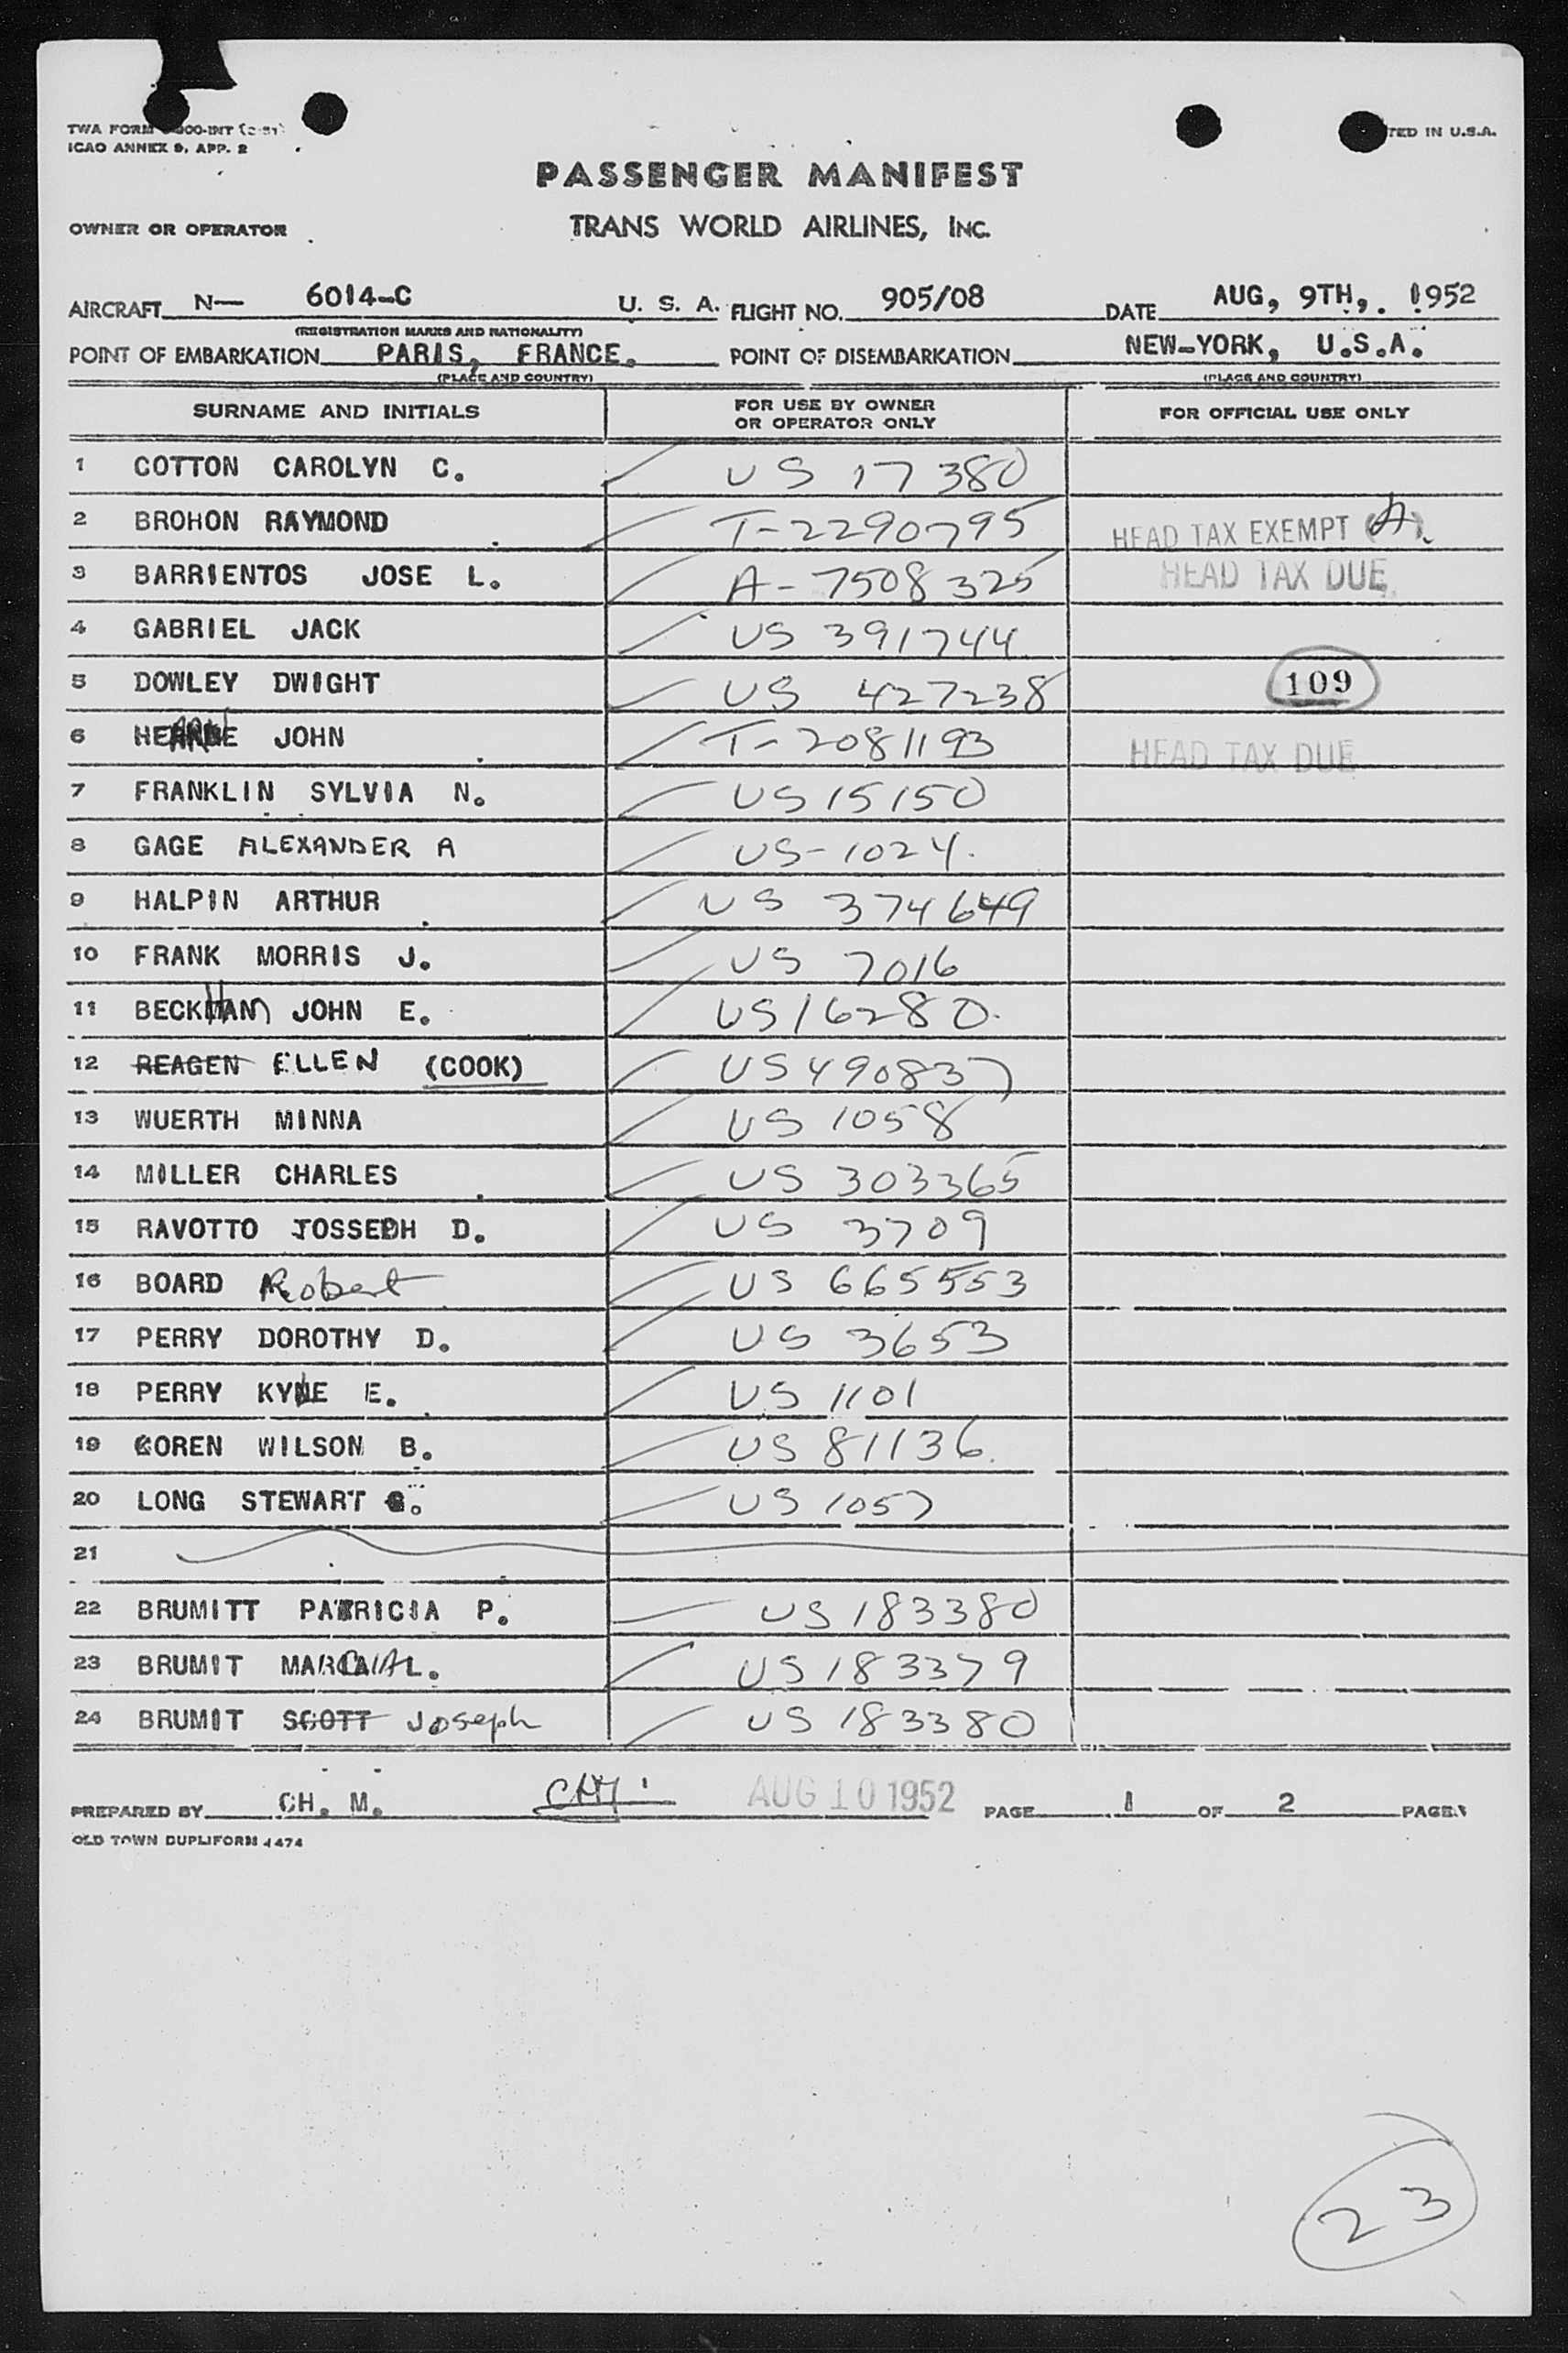 TWA FORM
ICAO ANNEX 9, APP. 2
TED IN U.S.A.
PASSENGER MANIFEST
OWNER OR OPERATOR TRANS WORLD AIRLINES, INC.
AIRCRAFT N— 6014-C U. S. A. FLIGHT NO. 905/08 DATE AUG, 9TH,. 1952
(REGISTRATION MARKS AND NATIONALITY)
POINT OF EMBARKATION PARIS, FRANCE. POINT OF DISEMBARKATION NEW-YORK, U.S.A.
(PLACE AND COUNTRY) (PLACE AND COUNTRY)
SURNAME AND INITIALS FOR USE BY OWNER OR OPERATOR ONLY FOR OFFICIAL USE ONLY
1 COTTON CAROLYN C. US 17380
2 BROHON RAYMOND T-2290795 HEAD TAX EXEMPT (A)
3 BARRIENTOS JOSE L. A-7508325 HEAD TAX DUE
4 GABRIEL JACK US 391744
5 DOWLEY DWIGHT US 427238 109
6 JOHN T-2081193 HEAD TAX DUE
7 FRANKLIN SYLVIA N. US 15150
8 GAGE ALEXANDER A US-1024.
9 HALPIN ARTHUR US 374649
10 FRANK MORRIS J. US 7016
11 BECKHAM JOHN E. US 16280.
12 REAGEN ELLEN (COOK) US 490837
13 WUERTH MINNA US 1058
14 MILLER CHARLES US 303365
15 RAVOTTO JOSSEPH D. US 3709
16 BOARD Robert US 665553
17 PERRY DOROTHY D. US 3653
18 PERRY KYLE E. US 1101
19 COREN WILSON B. US 81136.
20 LONG STEWART G. US 1057
21
22 BRUMITT PATRICIA P. US 183380
23 BRUMIT L. US 183379
24 BRUMIT SCOTT Joseph US 183380
PREPARED BY CH. M. CHM AUG 10 1952 PAGE 1 OF 2 PAGES
OLD TOWN DUPLIFORM 4474
23